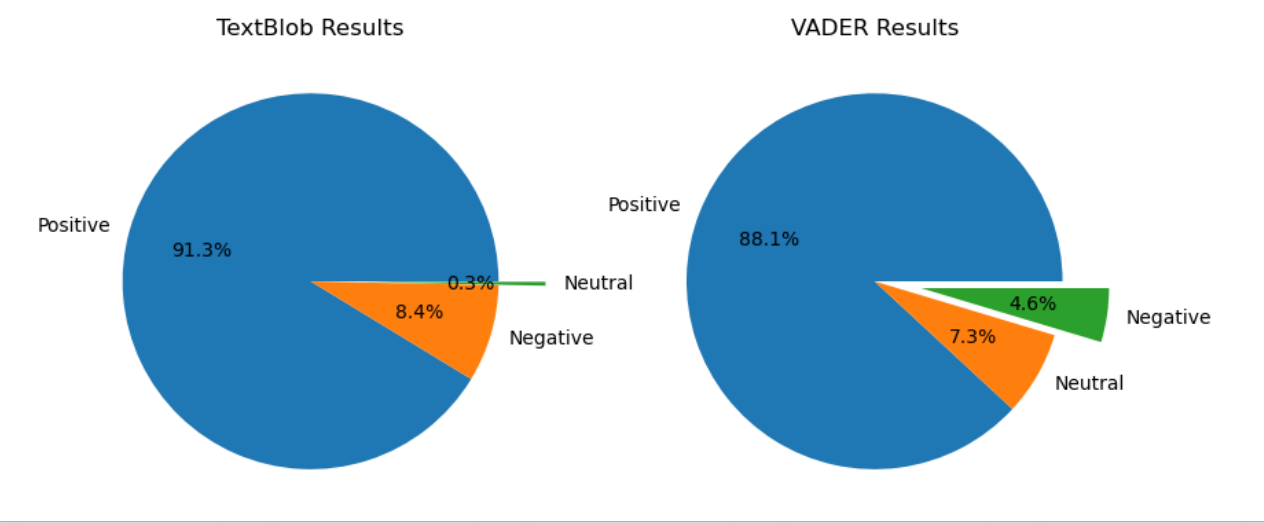 TextBlob Results
Positive
91.3%
0.3%
Neutral
8.4%
Negative
VADER Results
Positive
88.1%
4.6%
Negative
7.3%
Neutral